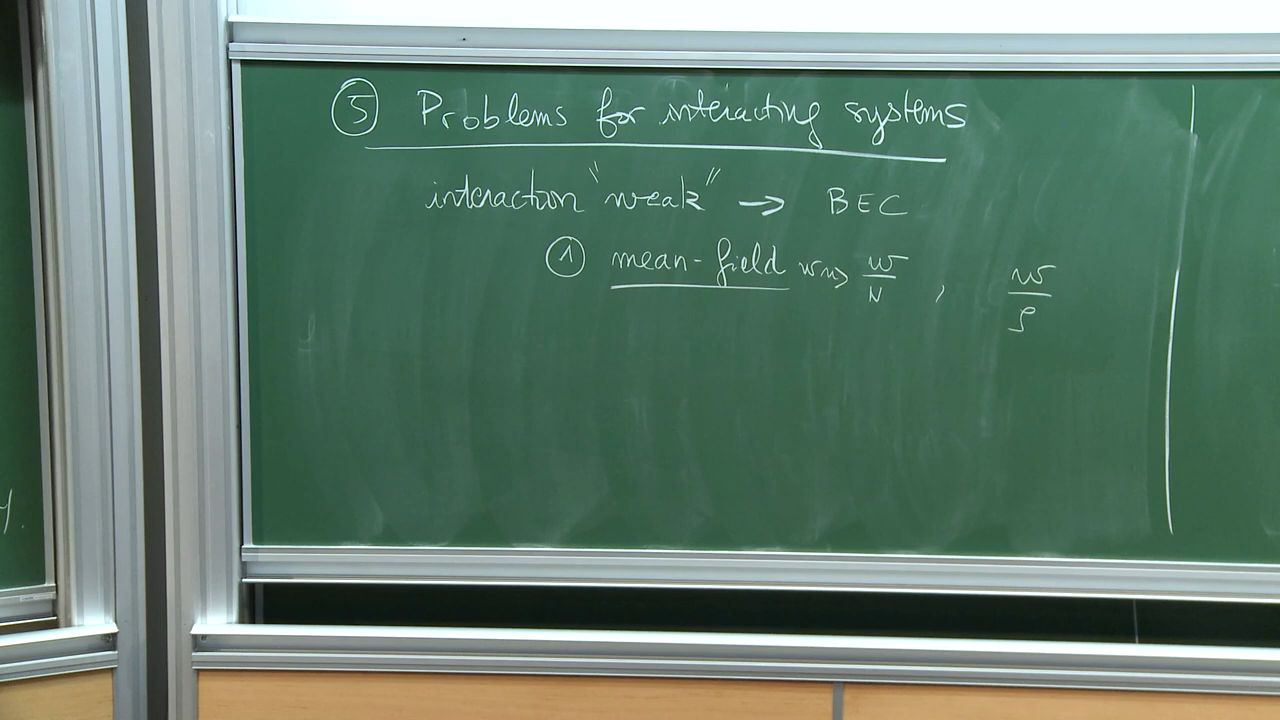 ⑤ Problems for interacting systems
interaction "weak" → BEC
① mean-field w ⇝ w/N , w/ρ
y.